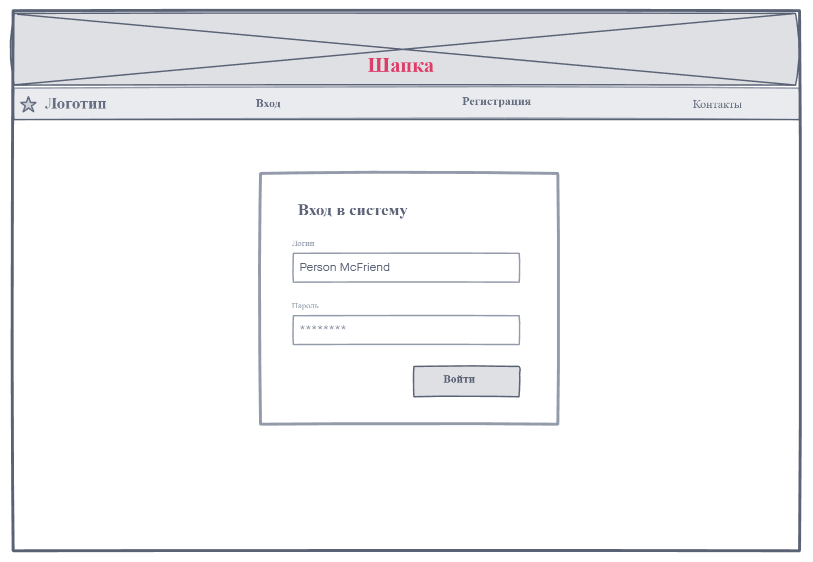 Шапка
Логотип
Вход
Регистрация
Контакты
Вход в систему
Логин
Person McFriend
Пароль
********
Войти